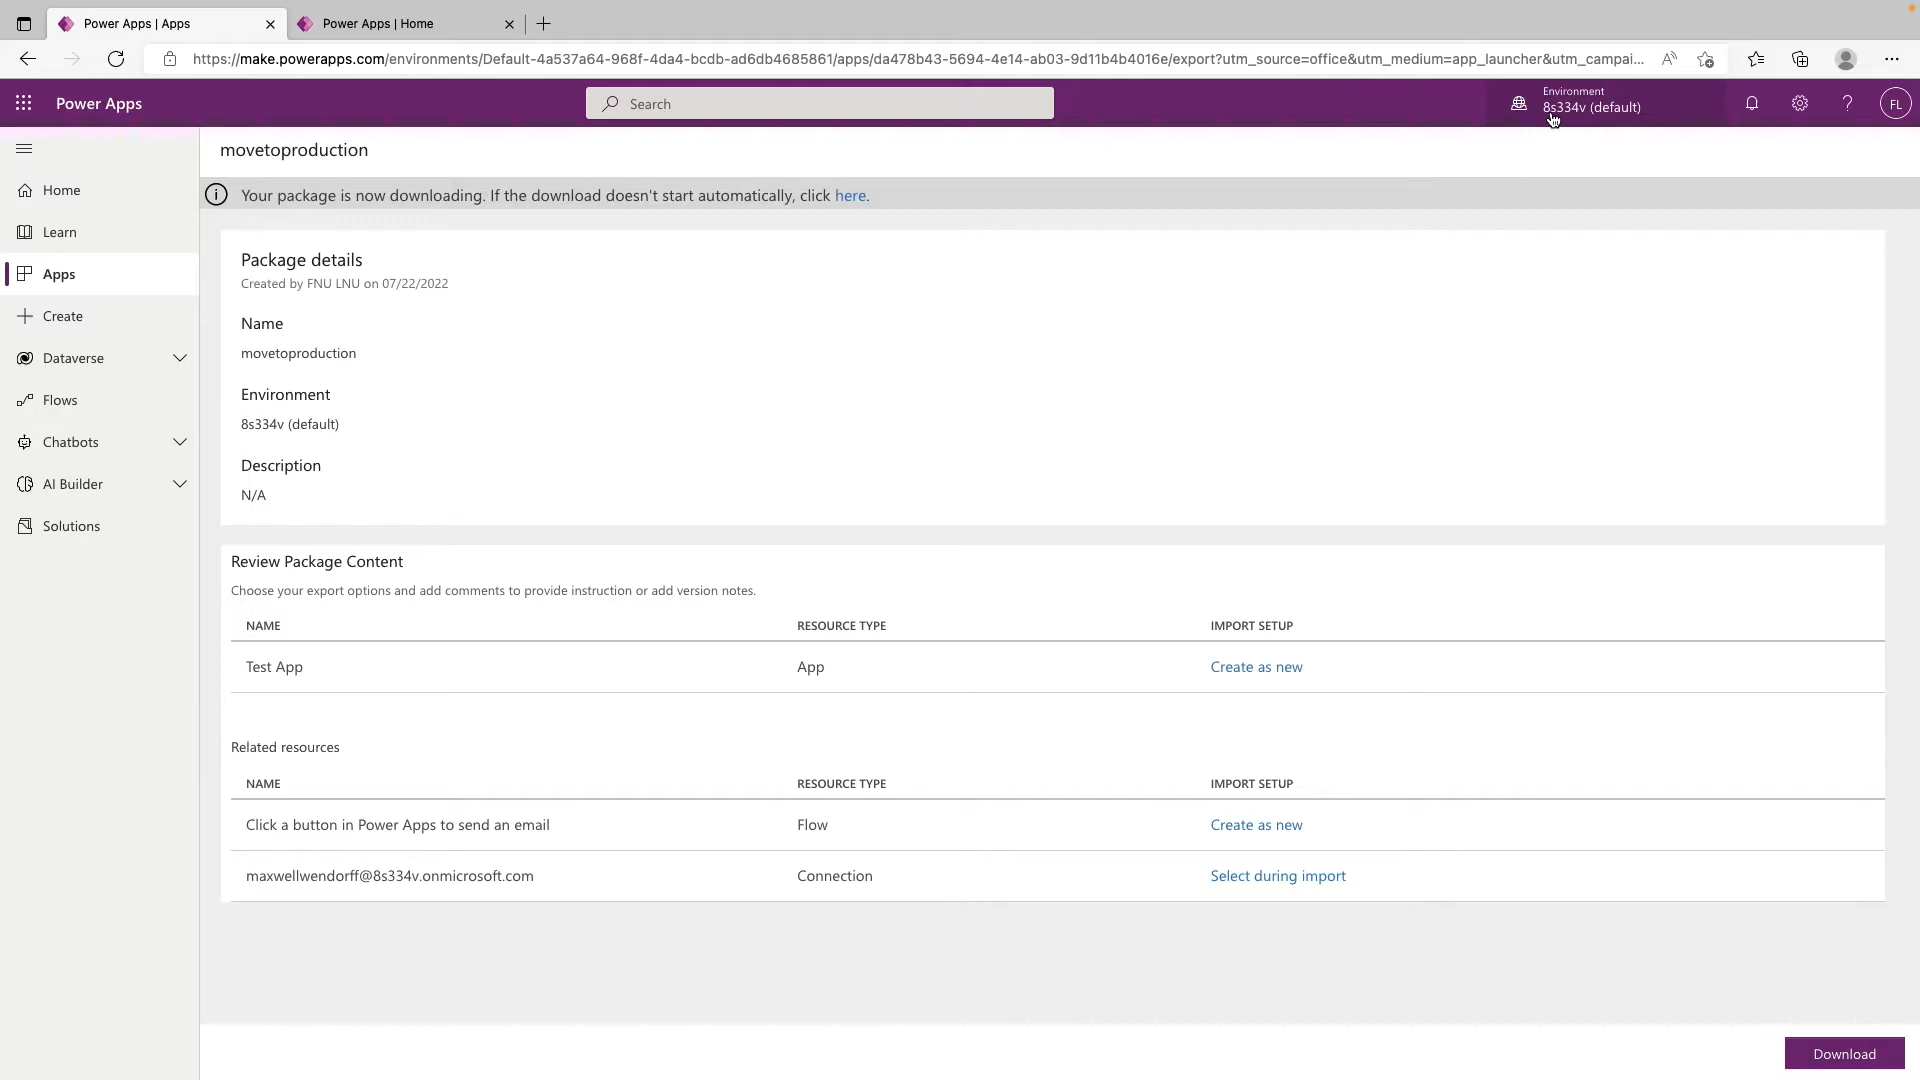 Power Apps | Apps
Power Apps | Home
https://make.powerapps.com/environments/Default-4a537a64-968f-4da4-bcdb-ad6db4685861/apps/da478b43-5694-4e14-ab03-9d11b4b4016e/export?utm_source=office&utm_medium=app_launcher&utm_campai...
Power Apps
Search
Environment
8s334v (default)
?
FL
movetoproduction
Home
Learn
Apps
Create
Dataverse
Flows
Chatbots
AI Builder
Solutions
Your package is now downloading. If the download doesn't start automatically, click here.
Package details
Created by FNU LNU on 07/22/2022
Name
movetoproduction
Environment
8s334v (default)
Description
N/A
Review Package Content
Choose your export options and add comments to provide instruction or add version notes.
NAME RESOURCE TYPE IMPORT SETUP
Test App App Create as new
Related resources
NAME RESOURCE TYPE IMPORT SETUP
Click a button in Power Apps to send an email Flow Create as new
maxwellwendorff@8s334v.onmicrosoft.com Connection Select during import
Download